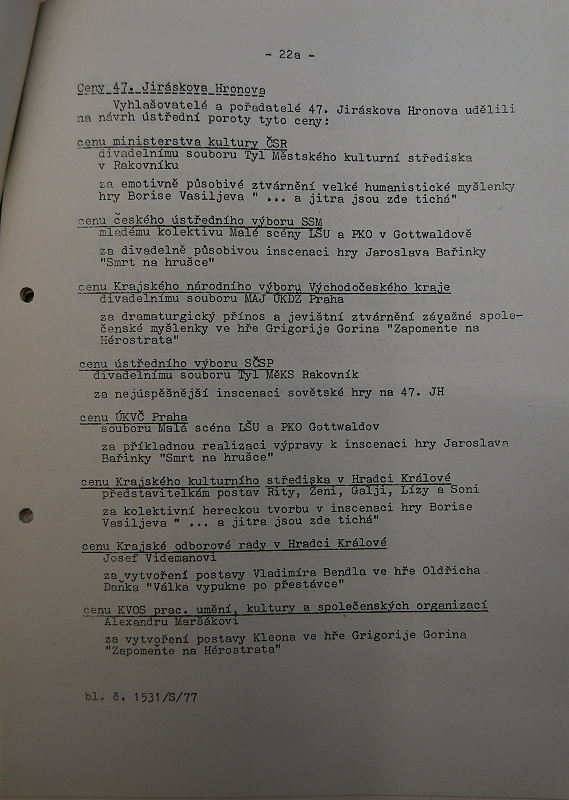 - 22a -
Ceny 47. Jiráskova Hronova
Vyhlašovatelé a pořadatelé 47. Jiráskova Hronova udělili
na návrh ústřední poroty tyto ceny:
cenu ministerstva kultury ČSR
divadelnímu souboru Tyl Městského kulturní střediska
v Rakovníku
za emotivně působivé ztvárnění velké humanistické myšlenky
hry Borise Vasiljeva " ... a jitra jsou zde tichá"
cenu českého ústředního výboru SSM
mladému kolektivu Malé scény LŠU a PKO v Gottwaldově
za divadelně působivou inscenaci hry Jaroslava Bařinky
"Smrt na hrušce"
cenu Krajského národního výboru Východočeského kraje
divadelnímu souboru MAJ ÚKDŽ Praha
za dramaturgický přínos a jevištní ztvárnění závažné spole-
čenské myšlenky ve hře Grigorije Gorina "Zapomeňte na
Hérostrata"
cenu ústředního výboru SČSP
divadelnímu souboru Tyl MěKS Rakovník
za nejúspěšnější inscenaci sovětské hry na 47. JH
cenu ÚKVČ Praha
souboru Malá scéna LŠU a PKO Gottwaldov
za příkladnou realizaci výpravy k inscenaci hry Jaroslava
Bařinky "Smrt na hrušce"
cenu Krajského kulturního střediska v Hradci Králové
představitelkám postav Rity, Ženi, Galji, Lízy a Soni
za kolektivní hereckou tvorbu v inscenaci hry Borise
Vasiljeva " ... a jitra jsou zde tichá"
cenu Krajské odborové rady v Hradci Králové
Josef Videmanovi
za vytvoření postavy Vladimíra Bendla ve hře Oldřicha
Daňka "Válka vypukne po přestávce"
cenu KVOS prac. umění, kultury a společenských organizací
Alexandru Maršákovi
za vytvoření postavy Kleona ve hře Grigorije Gorina
"Zapomeňte na Hérostrata"
bl. č. 1531/S/77